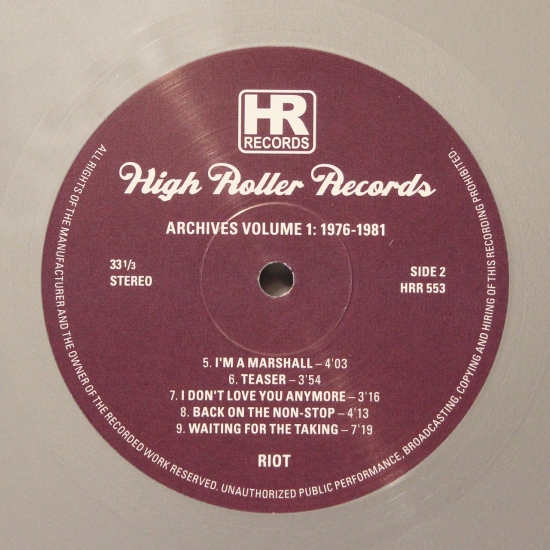 HR
RECORDS
High Roller Records
ARCHIVES VOLUME 1: 1976-1981
33 1/3
STEREO
SIDE 2
HRR 553
5. I'M A MARSHALL – 4'03
6. TEASER – 3'54
7. I DON'T LOVE YOU ANYMORE – 3'16
8. BACK ON THE NON-STOP – 4'13
9. WAITING FOR THE TAKING – 7'19
RIOT
ALL RIGHTS OF THE MANUFACTURER AND THE OWNER OF THE RECORDED WORK RESERVED. UNAUTHORIZED PUBLIC PERFORMANCE, BROADCASTING, COPYING AND HIRING OF THIS RECORDING PROHIBITED.